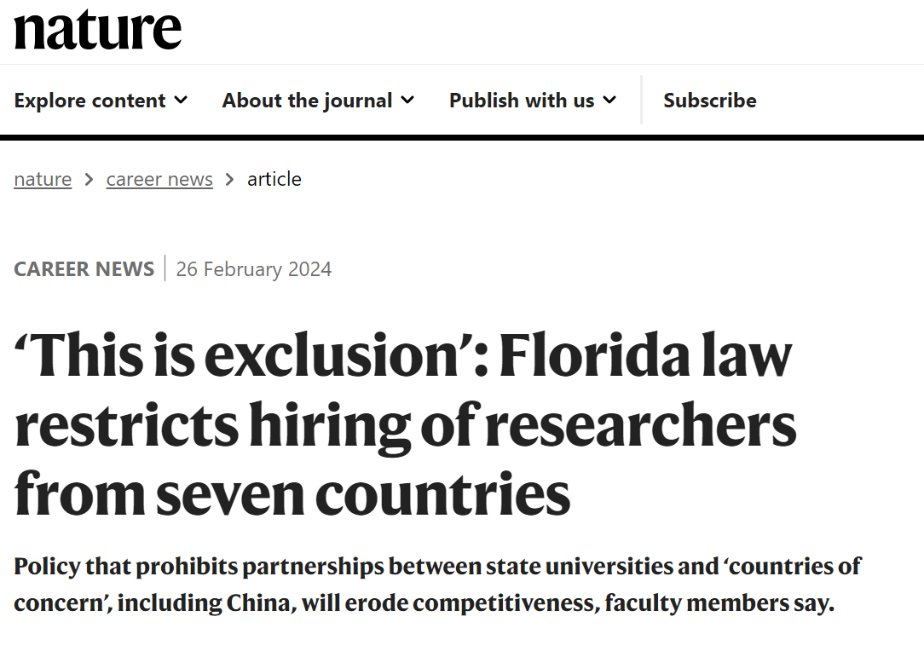 nature
Explore content About the journal Publish with us Subscribe
nature > career news > article
CAREER NEWS | 26 February 2024
‘This is exclusion’: Florida law
restricts hiring of researchers
from seven countries
Policy that prohibits partnerships between state universities and ‘countries of
concern’, including China, will erode competitiveness, faculty members say.